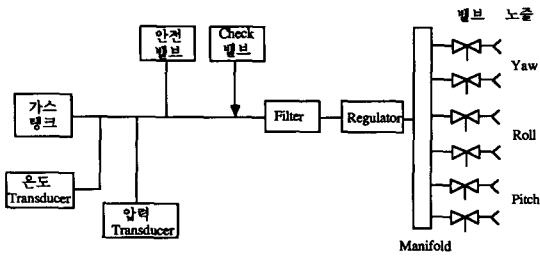 안전
밸브
Check
밸브
밸브 노즐
Yaw
가스
탱크
Filter
Regulator
Roll
온도
Transducer
압력
Transducer
Pitch
Manifold